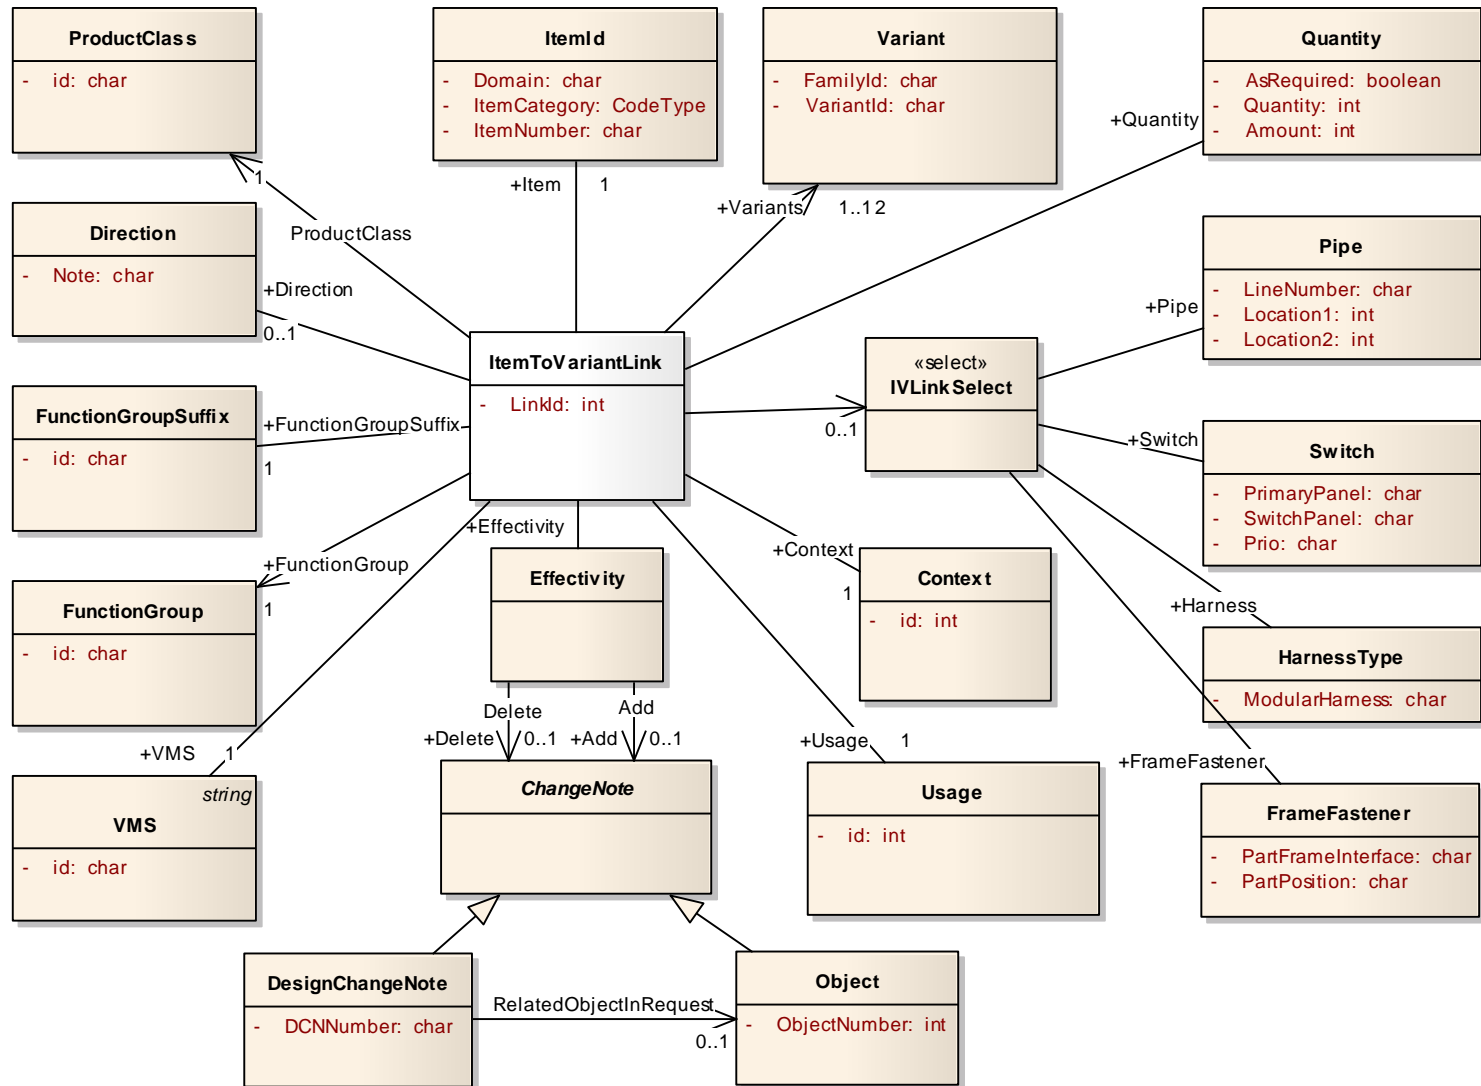 ProductClass
- id: char
ItemId
- Domain: char
- ItemCategory: CodeType
- ItemNumber: char
Variant
- FamilyId: char
- VariantId: char
Quantity
- AsRequired: boolean
- Quantity: int
- Amount: int
+Quantity
1
+Item 1
+Variants 1..12
ProductClass
Direction
- Note: char
+Direction
0..1
Pipe
- LineNumber: char
- Location1: int
- Location2: int
+Pipe
ItemToVariantLink
- LinkId: int
«select»
IVLinkSelect
0..1
FunctionGroupSuffix
- id: char
+FunctionGroupSuffix
1
+Switch
Switch
- PrimaryPanel: char
- SwitchPanel: char
- Prio: char
+Effectivity
+FunctionGroup
1
FunctionGroup
- id: char
Effectivity
+Context
1
Context
- id: int
+Harness
HarnessType
- ModularHarness: char
Delete
+Delete 0..1
Add
+Add 0..1
+VMS 1
+Usage 1
+FrameFastener
string
VMS
- id: char
ChangeNote
Usage
- id: int
FrameFastener
- PartFrameInterface: char
- PartPosition: char
DesignChangeNote
- DCNNumber: char
RelatedObjectInRequest
0..1
Object
- ObjectNumber: int